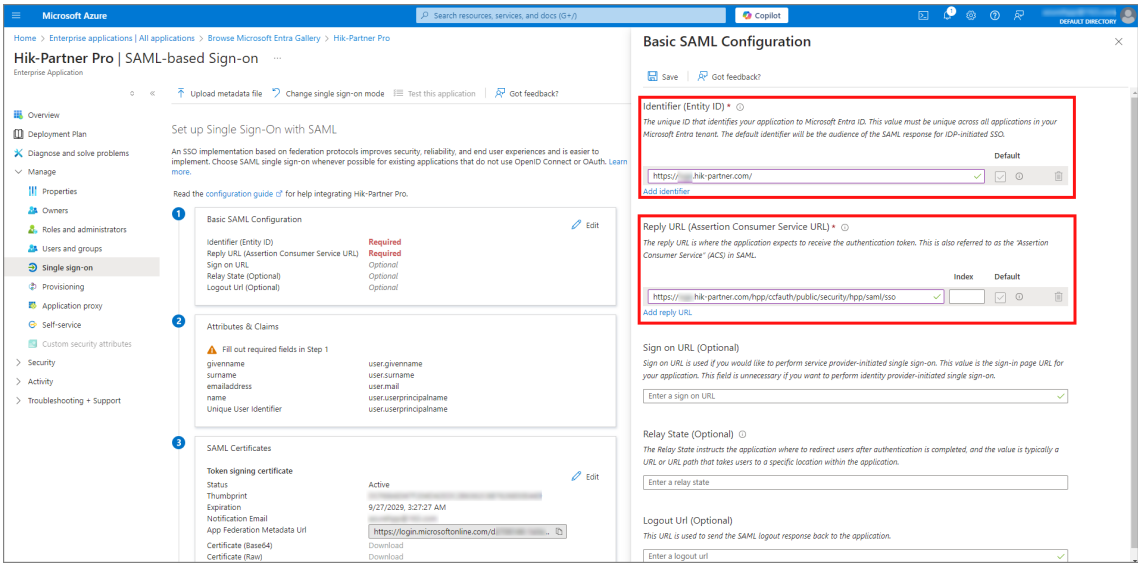 Microsoft Azure
Search resources, services, and docs (G+/)
Copilot
DEFAULT DIRECTORY
Home > Enterprise applications | All applications > Browse Microsoft Entra Gallery > Hik-Partner Pro
Hik-Partner Pro | SAML-based Sign-on ...
Enterprise Application
Upload metadata file
Change single sign-on mode
Test this application
Got feedback?
Overview
Deployment Plan
Diagnose and solve problems
Manage
Properties
Owners
Roles and administrators
Users and groups
Single sign-on
Provisioning
Application proxy
Self-service
Custom security attributes
Security
Activity
Troubleshooting + Support
Set up Single Sign-On with SAML
An SSO implementation based on federation protocols improves security, reliability, and end user experiences and is easier to
implement. Choose SAML single sign-on whenever possible for existing applications that do not use OpenID Connect or OAuth. Learn
more.
Read the configuration guide for help integrating Hik-Partner Pro.
1
Basic SAML Configuration
Edit
Identifier (Entity ID) Required
Reply URL (Assertion Consumer Service URL) Required
Sign on URL Optional
Relay State (Optional) Optional
Logout Url (Optional) Optional
2
Attributes & Claims
Fill out required fields in Step 1
givenname user.givenname
surname user.surname
emailaddress user.mail
name user.userprincipalname
Unique User Identifier user.userprincipalname
3
SAML Certificates
Token signing certificate
Edit
Status Active
Thumbprint
Expiration 9/27/2029, 3:27:27 AM
Notification Email
App Federation Metadata Url https://login.microsoftonline.com/d ...
Certificate (Base64) Download
Certificate (Raw) Download
Basic SAML Configuration
Save
Got feedback?
Identifier (Entity ID) *
The unique ID that identifies your application to Microsoft Entra ID. This value must be unique across all applications in your
Microsoft Entra tenant. The default identifier will be the audience of the SAML response for IDP-initiated SSO.
Default
https:// .hik-partner.com/
Add identifier
Reply URL (Assertion Consumer Service URL) *
The reply URL is where the application expects to receive the authentication token. This is also referred to as the "Assertion
Consumer Service" (ACS) in SAML.
Index Default
https:// .hik-partner.com/hpp/ccfauth/public/security/hpp/saml/sso
Add reply URL
Sign on URL (Optional)
Sign on URL is used if you would like to perform service provider-initiated single sign-on. This value is the sign-in page URL for
your application. This field is unnecessary if you want to perform identity provider-initiated single sign-on.
Enter a sign on URL
Relay State (Optional)
The Relay State instructs the application where to redirect users after authentication is completed, and the value is typically a
URL or URL path that takes users to a specific location within the application.
Enter a relay state
Logout Url (Optional)
This URL is used to send the SAML logout response back to the application.
Enter a logout url